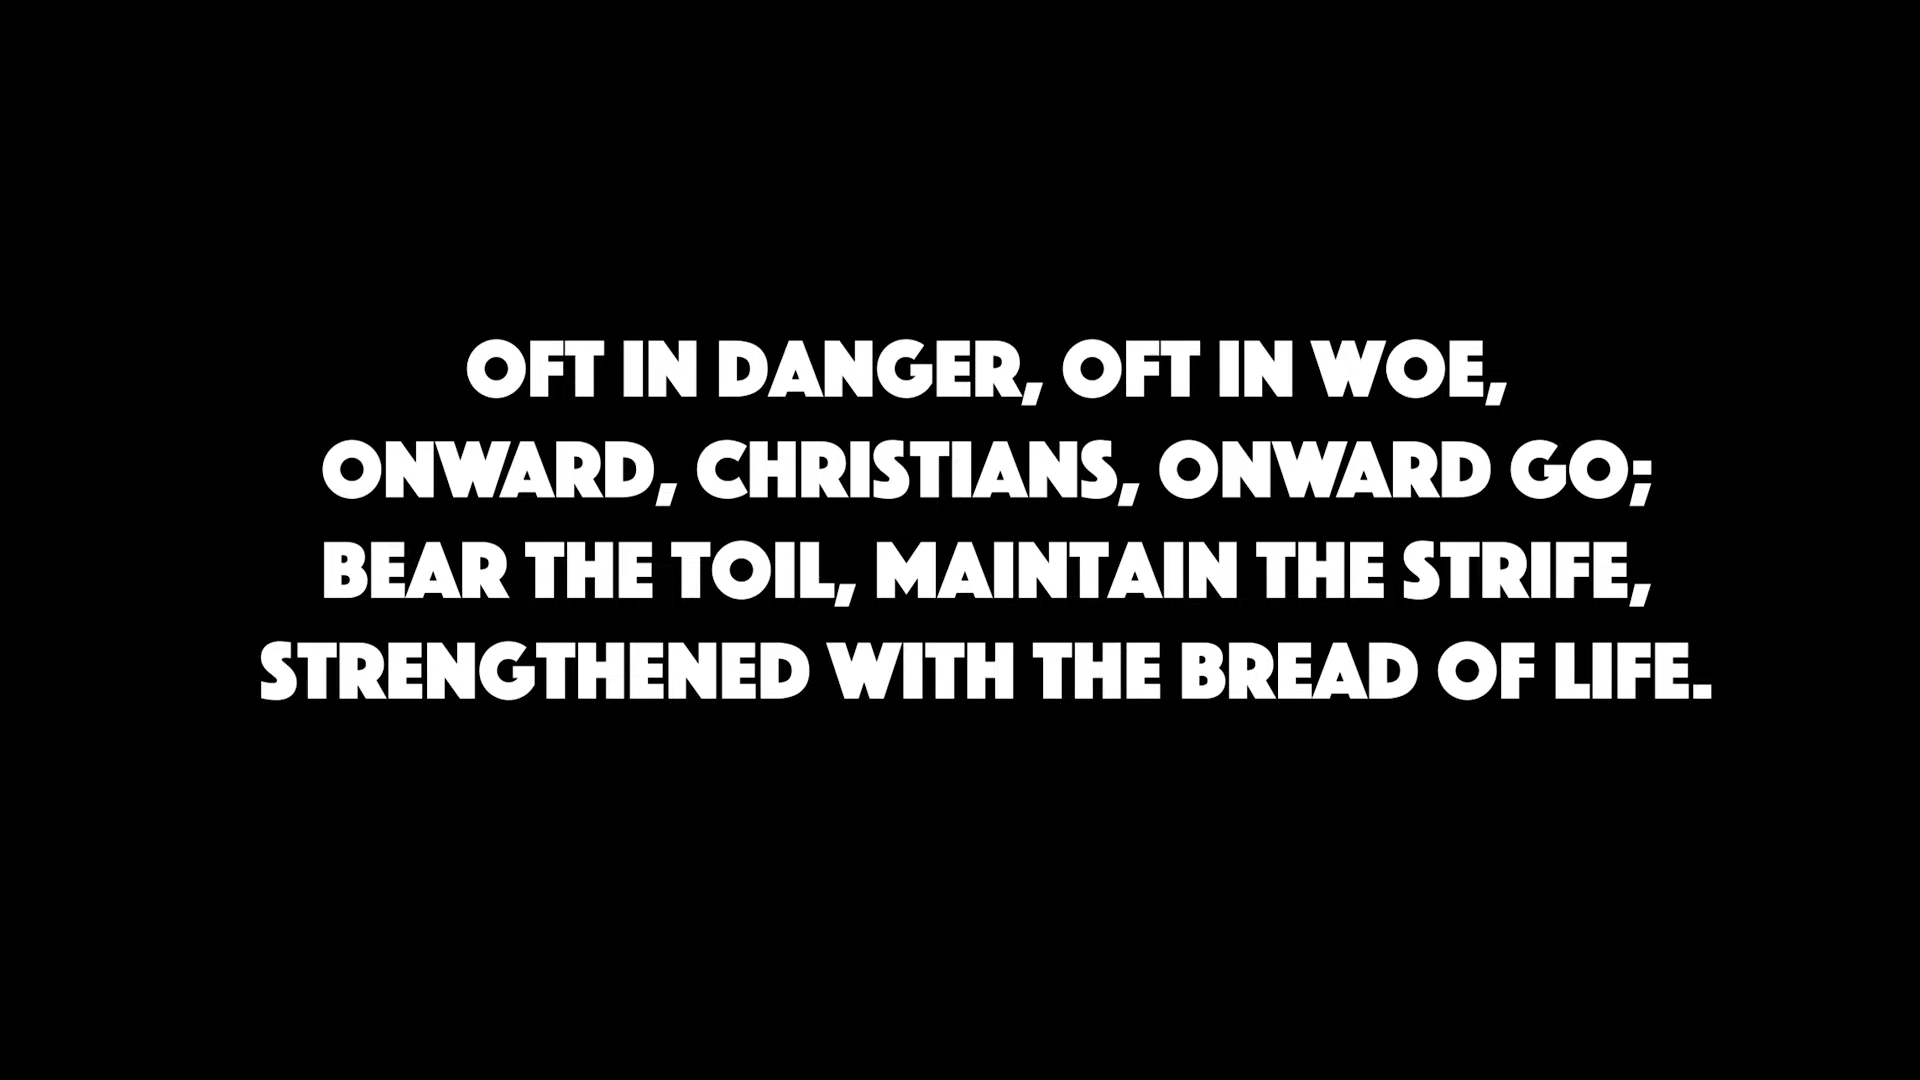 OFT IN DANGER, OFT IN WOE,
ONWARD, CHRISTIANS, ONWARD GO;
BEAR THE TOIL, MAINTAIN THE STRIFE,
STRENGTHENED WITH THE BREAD OF LIFE.